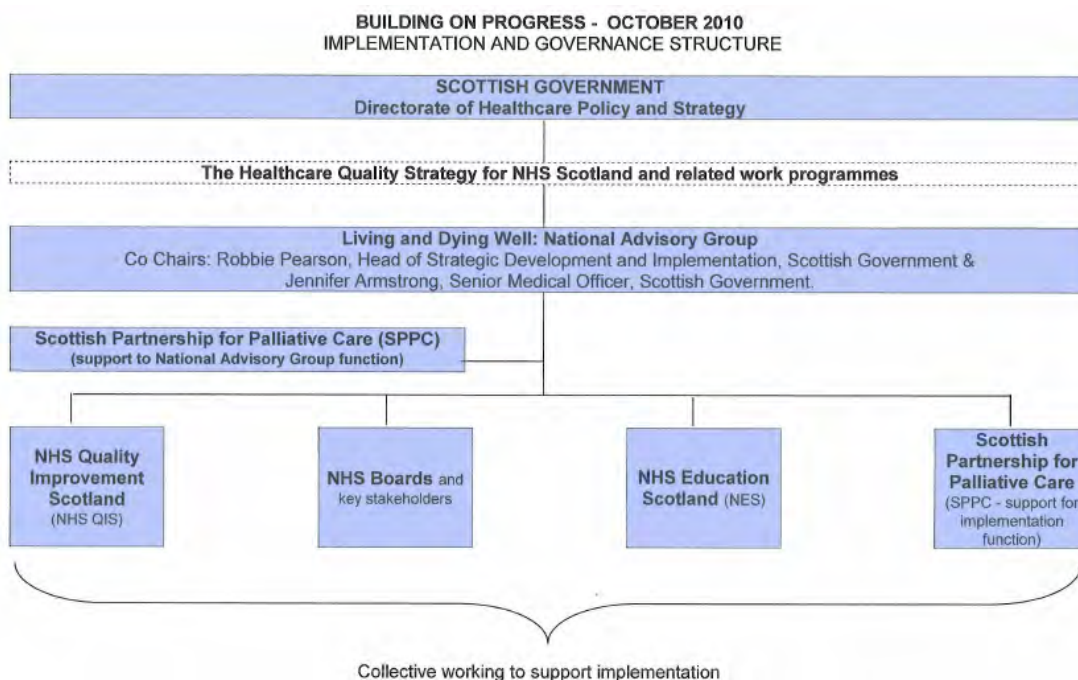 BUILDING ON PROGRESS - OCTOBER 2010
IMPLEMENTATION AND GOVERNANCE STRUCTURE
SCOTTISH GOVERNMENT
Directorate of Healthcare Policy and Strategy
The Healthcare Quality Strategy for NHS Scotland and related work programmes
Living and Dying Well: National Advisory Group
Co Chairs: Robbie Pearson, Head of Strategic Development and Implementation, Scottish Government &
Jennifer Armstrong, Senior Medical Officer, Scottish Government.
Scottish Partnership for Palliative Care (SPPC)
(support to National Advisory Group function)
NHS Quality
Improvement
Scotland
(NHS QIS)
NHS Boards and
key stakeholders
NHS Education
Scotland (NES)
Scottish
Partnership for
Palliative Care
(SPPC - support for
implementation
function)
Collective working to support implementation